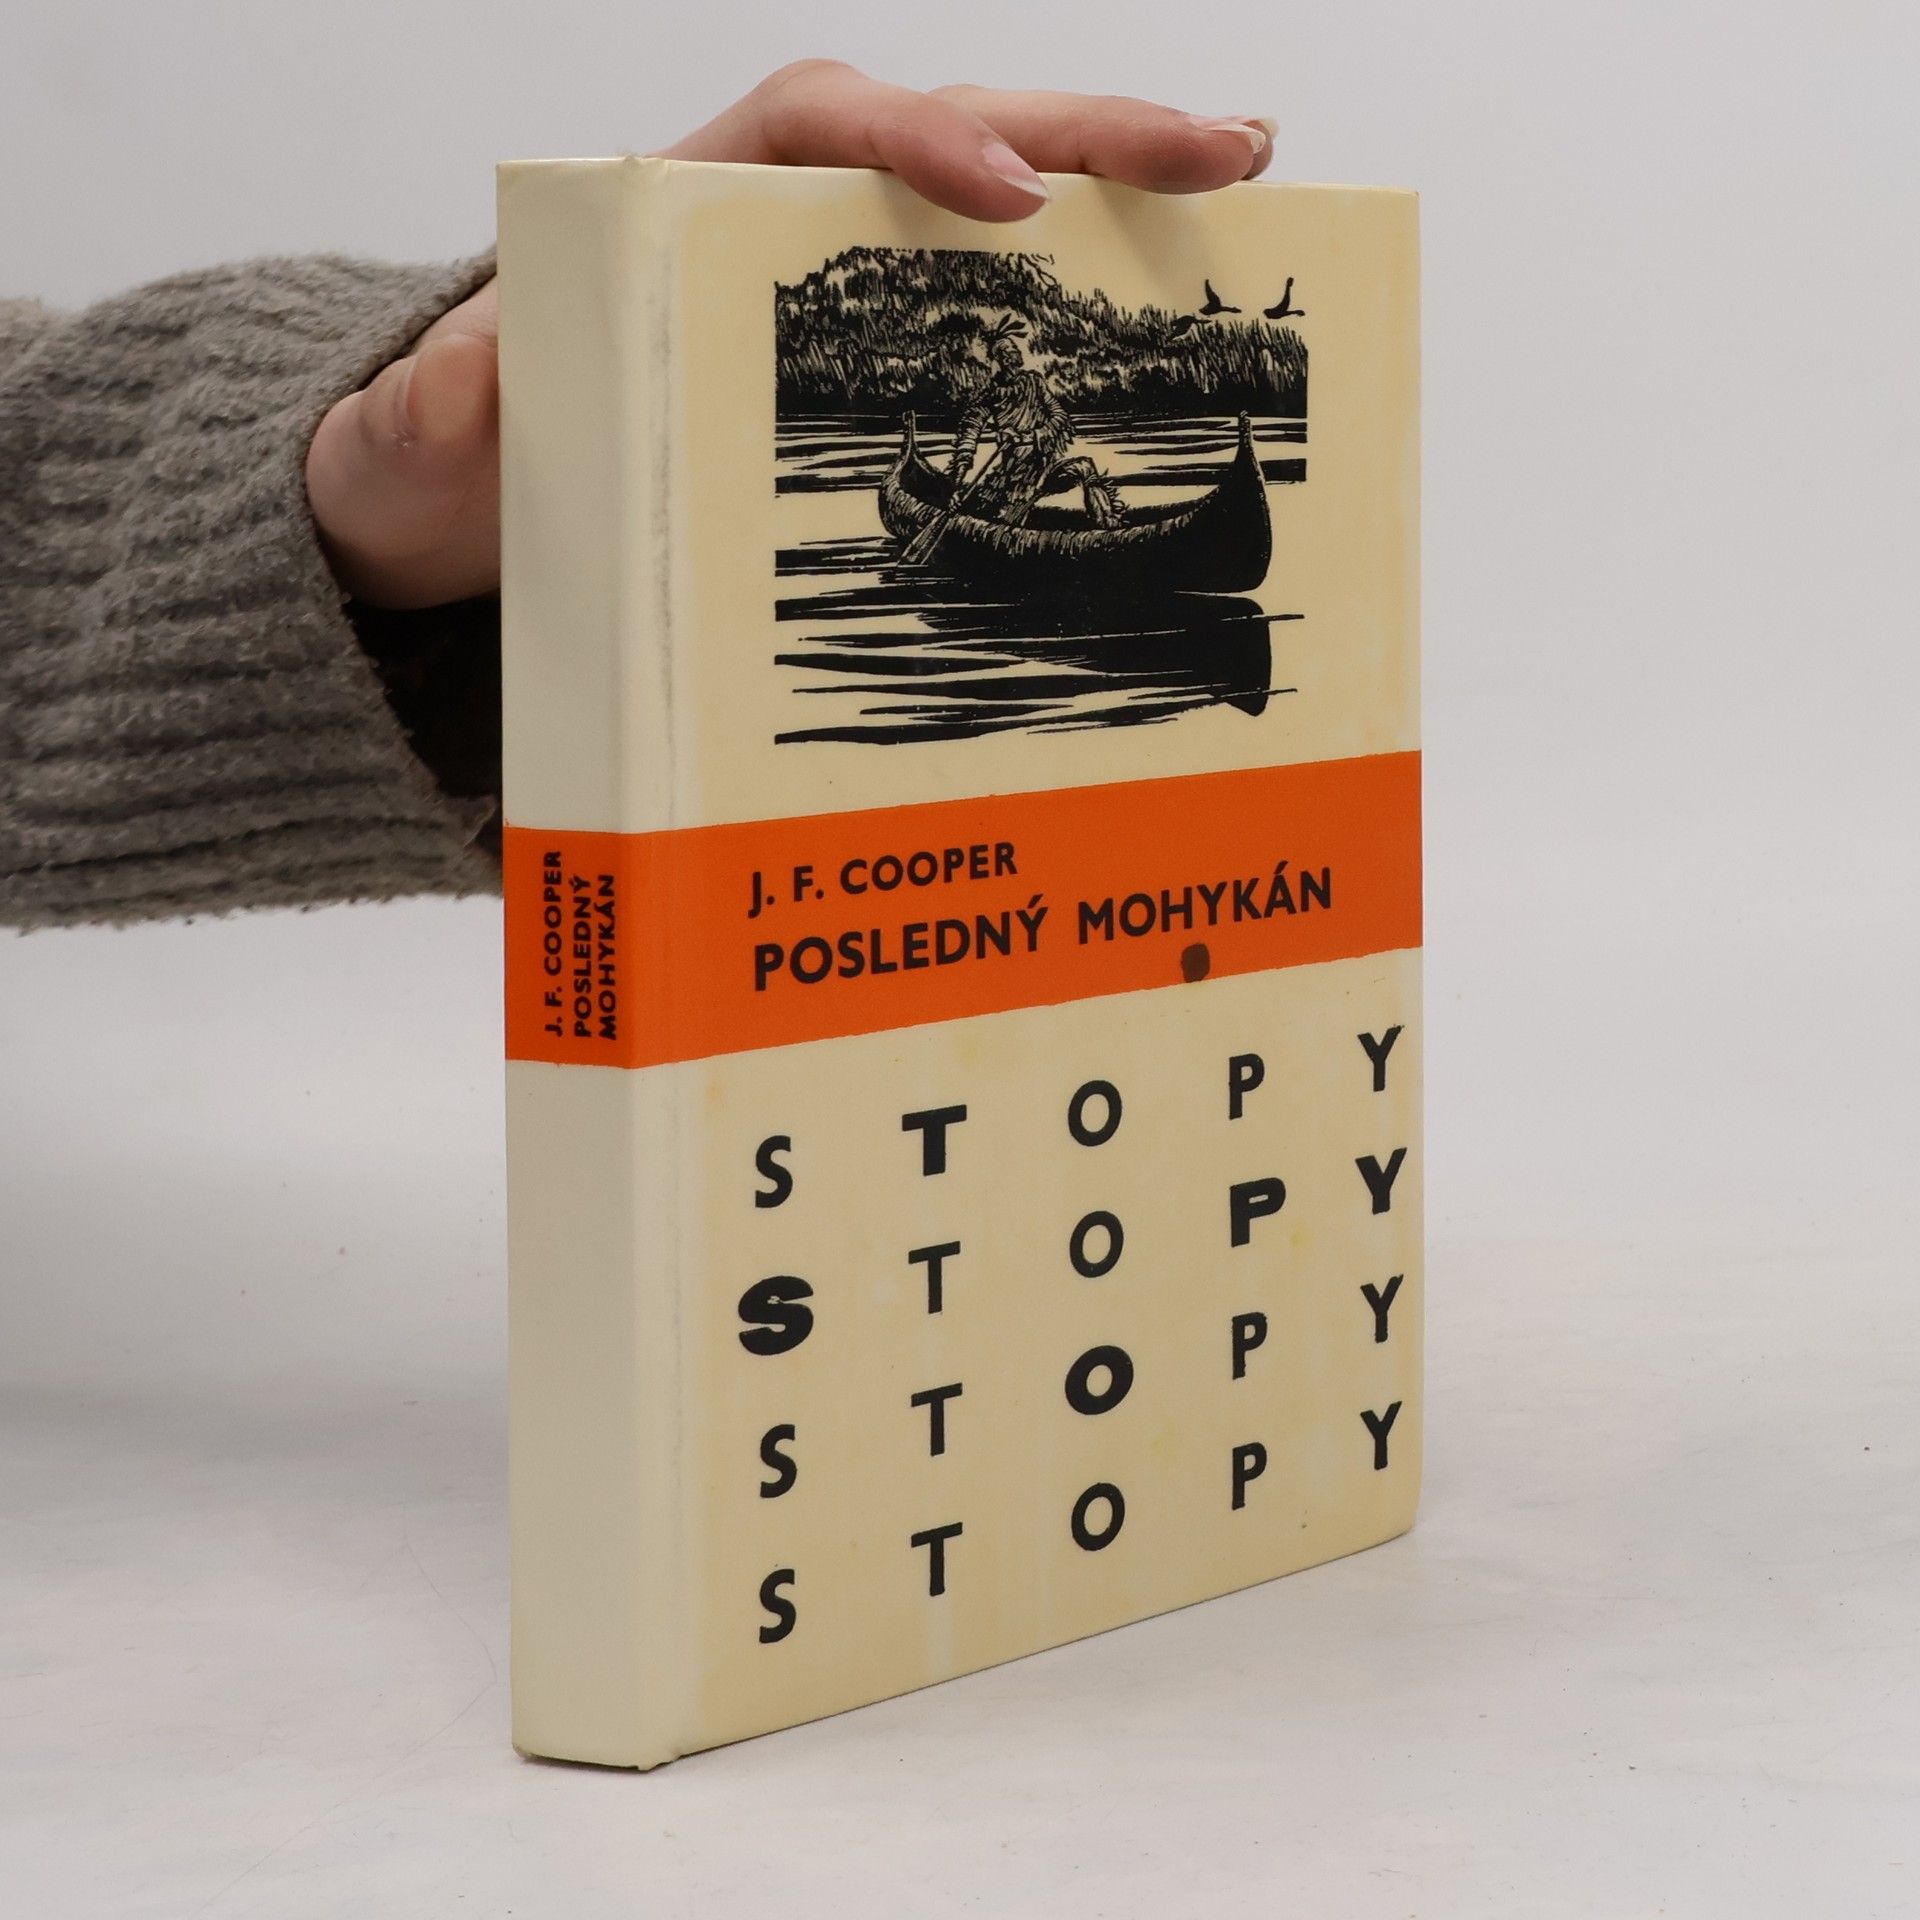 J. F. COOPER
POSLEDNÝ
MOHYKÁN
J. F. COOPER
POSLEDNÝ MOHYKÁN
S T O P Y
S T O P Y
S T O P Y
S T O P Y